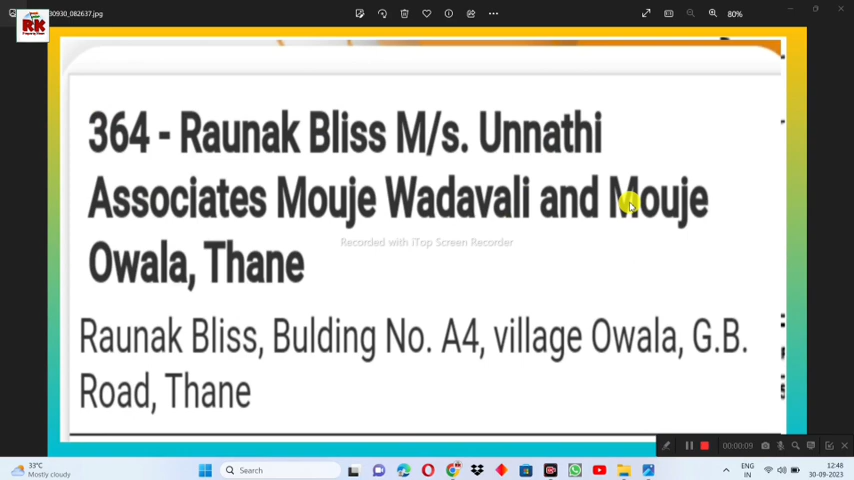 30930_082637.jpg
80%
RK
364 - Raunak Bliss M/s. Unnathi
Associates Mouje Wadavali and Mouje
Owala, Thane
Recorded with iTop Screen Recorder
Raunak Bliss, Bulding No. A4, village Owala, G.B.
Road, Thane
00:00:09
33°C
Mostly cloudy
Search
ENG
IN
12:48
30-09-2023